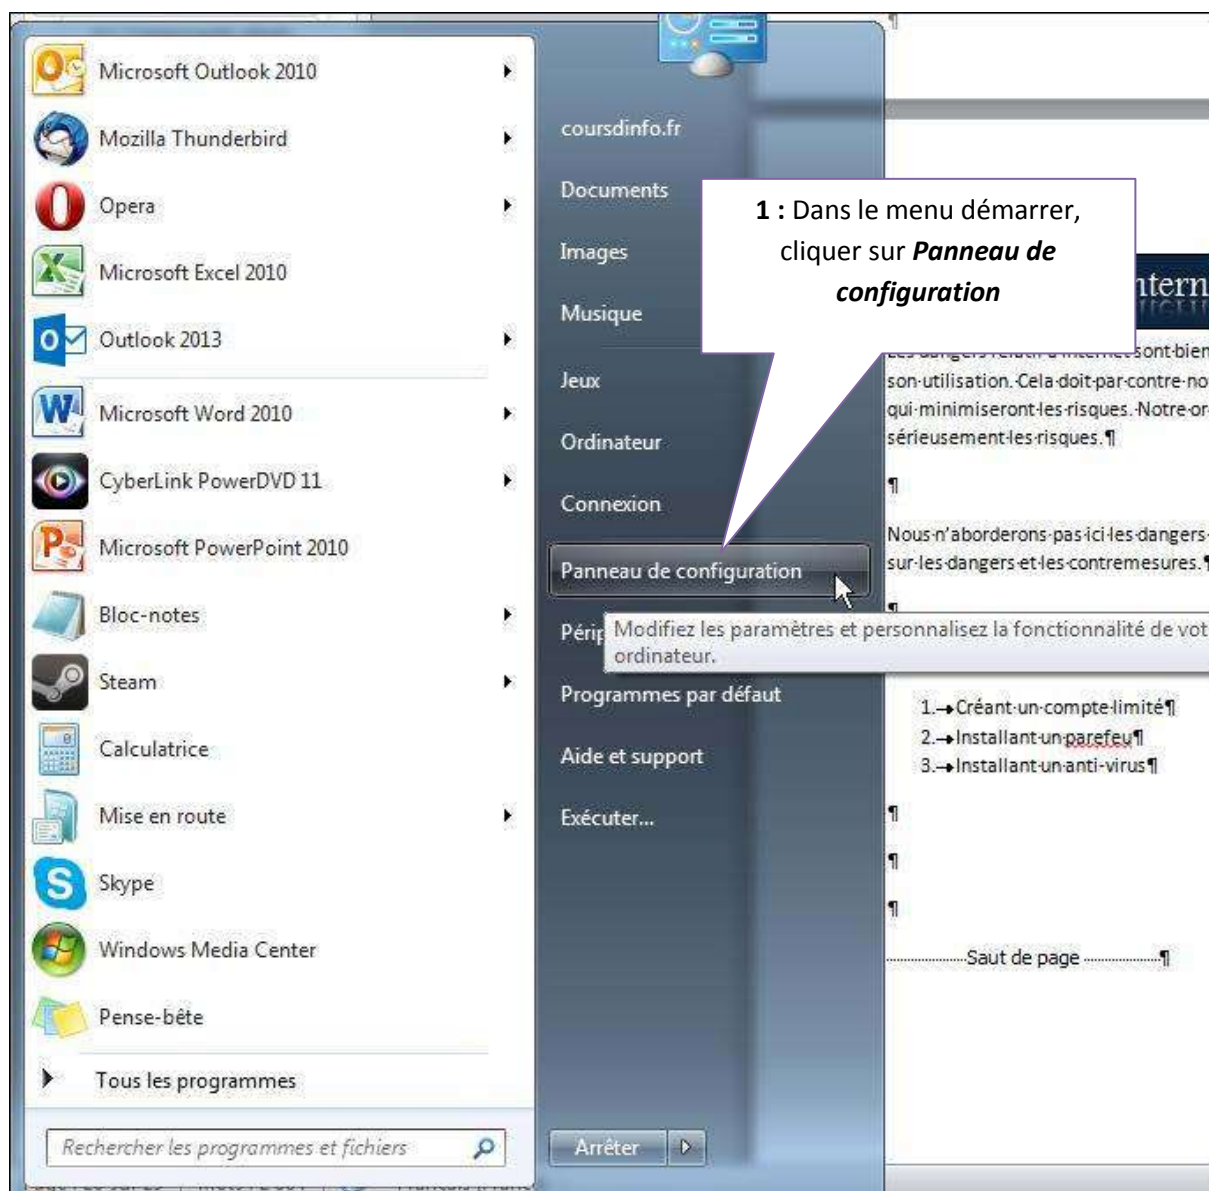 Microsoft Outlook 2010
Mozilla Thunderbird
Opera
Microsoft Excel 2010
Outlook 2013
Microsoft Word 2010
CyberLink PowerDVD 11
Microsoft PowerPoint 2010
Bloc-notes
Steam
Calculatrice
Mise en route
Skype
Windows Media Center
Pense-bête
Tous les programmes
Rechercher les programmes et fichiers
coursdinfo.fr
Documents
Images
Musique
Jeux
Ordinateur
Connexion
Panneau de configuration
Modifiez les paramètres et personnalisez la fonctionnalité de vot
ordinateur.
Programmes par défaut
Aide et support
Exécuter...
Arrêter
1 : Dans le menu démarrer,
cliquer sur Panneau de
configuration
sont·bien
son·utilisation.·Cela·doit·par·contre·no
qui·minimiseront·les·risques.·Notre·or
sérieusement·les·risques.¶
¶
Nous·n'aborderons·pas·ici·les·dangers·
sur·les·dangers·et·les·contremesures.¶
1.→Créant·un·compte·limité¶
2.→Installant·un·parefeu¶
3.→Installant·un·anti-virus¶
¶
¶
¶
Saut de page ¶